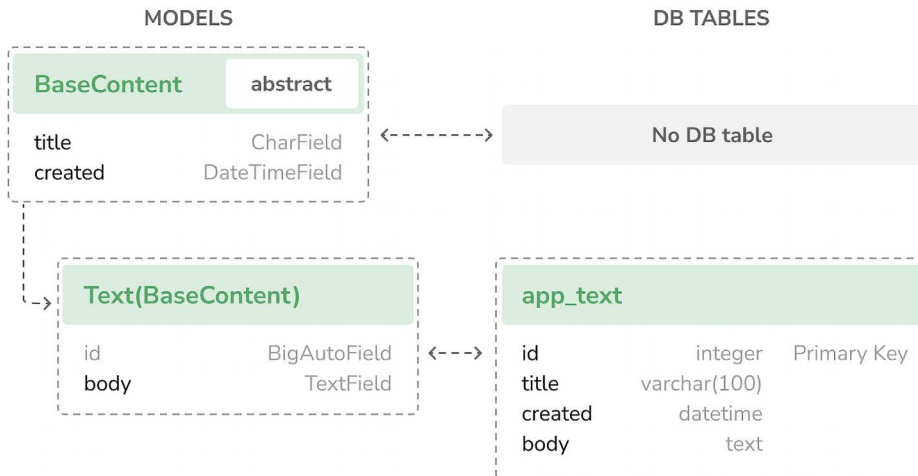 MODELS
DB TABLES
BaseContent abstract
title CharField
created DateTimeField
No DB table
Text(BaseContent)
id BigAutoField
body TextField
app_text
id integer Primary Key
title varchar(100)
created datetime
body text